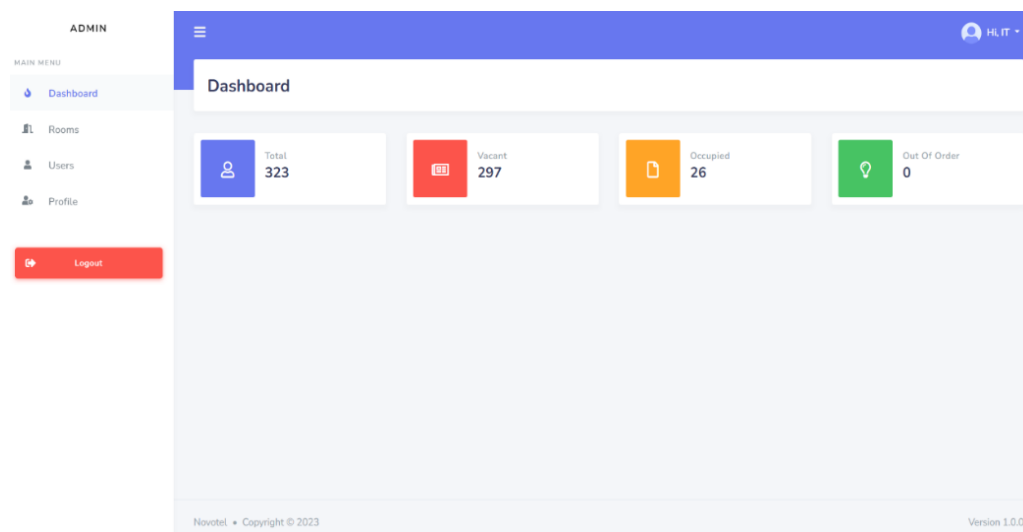 ADMIN
Hi, IT
MAIN MENU
Dashboard
Rooms
Users
Profile
Logout
Dashboard
Total
323
Vacant
297
Occupied
26
Out Of Order
0
Novotel • Copyright © 2023
Version 1.0.0